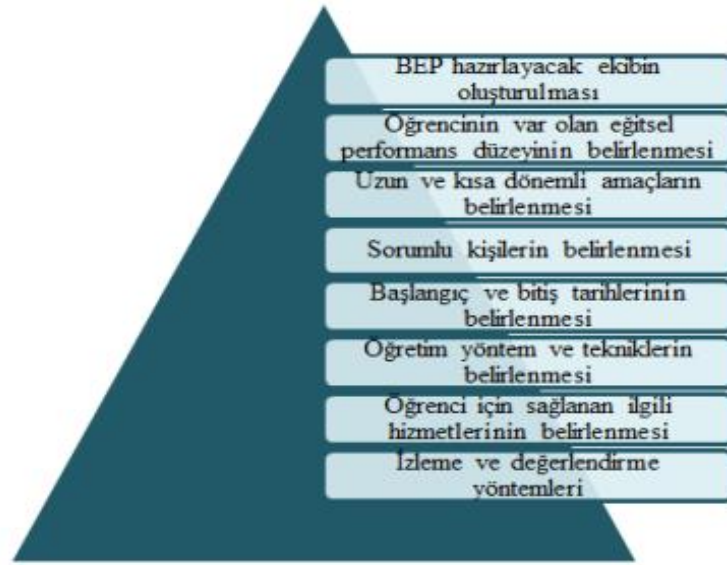 BEP hazırlayacak ekibin
oluşturulması
Öğrencinin var olan eğitsel
performans düzeyinin belirlenmesi
Uzun ve kısa dönemli amaçların
belirlenmesi
Sorumlu kişilerin belirlenmesi
Başlangıç ve bitiş tarihlerinin
belirlenmesi
Öğretim yöntem ve tekniklerin
belirlenmesi
Öğrenci için sağlanan ilgili
hizmetlerinin belirlenmesi
İzleme ve değerlendirme
yöntemleri